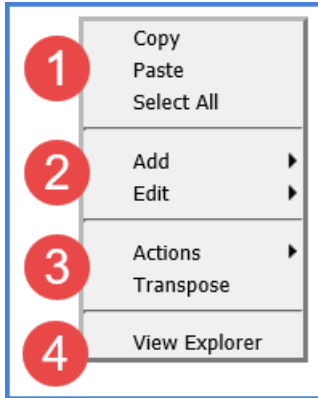 1
Copy
Paste
Select All
2
Add
Edit
3
Actions
Transpose
4
View Explorer